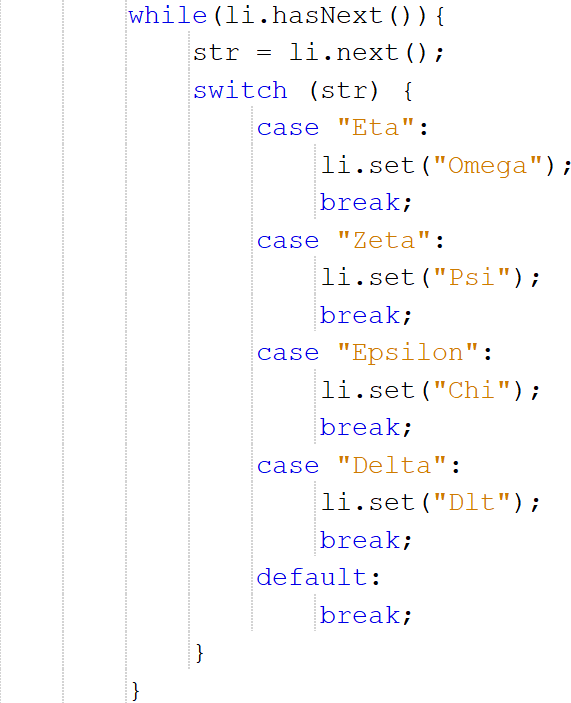 while(li.hasNext()){
str = li.next();
switch (str) {
case "Eta":
li.set("Omega");
break;
case "Zeta":
li.set("Psi");
break;
case "Epsilon":
li.set("Chi");
break;
case "Delta":
li.set("Dlt");
break;
default:
break;
}
}